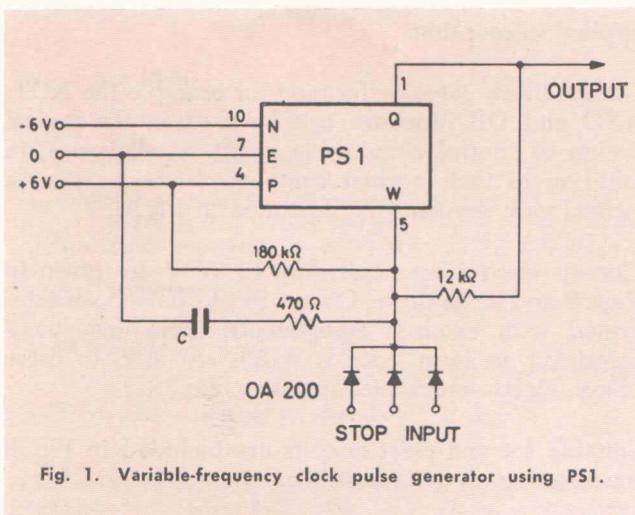 1
OUTPUT
Q
-6V
10
N
0
7
E
PS1
+6V
4
P
W
5
180 kΩ
12 kΩ
470 Ω
C
OA 200
STOP INPUT
Fig. 1. Variable-frequency clock pulse generator using PS1.